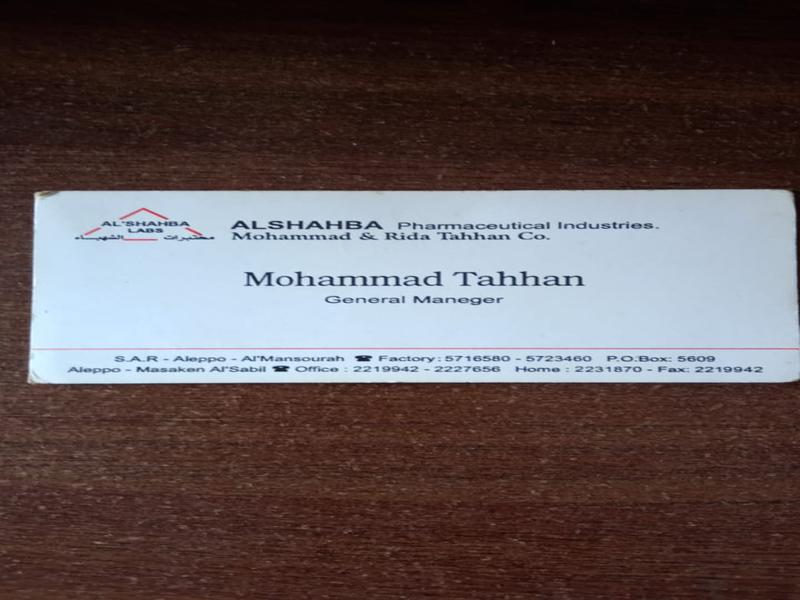 AL'SHAHBA
LABS
مختبرات الشهباء
ALSHAHBA Pharmaceutical Industries.
Mohammad & Rida Tahhan Co.
Mohammad Tahhan
General Maneger
S.A.R - Aleppo - Al'Mansourah ☎ Factory : 5716580 - 5723460 P.O.Box: 5609
Aleppo - Masaken Al'Sabil ☎ Office : 2219942 - 2227656 Home : 2231870 - Fax: 2219942